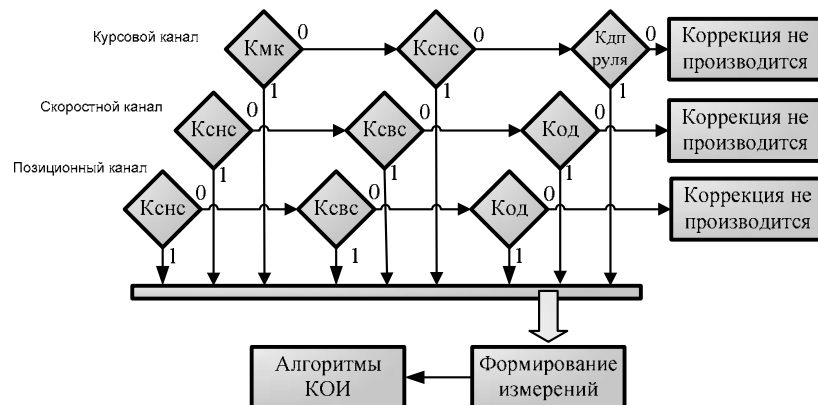 Курсовой канал
Кмк
0
Кснс
0
Кдп
руля
0
Коррекция не
производится
1
1
1
Скоростной канал
Кснс
0
Ксвс
0
Код
0
Коррекция не
производится
1
1
1
Позиционный канал
Кснс
0
Ксвс
0
Код
0
Коррекция не
производится
1
1
1
Алгоритмы
КОИ
Формирование
измерений